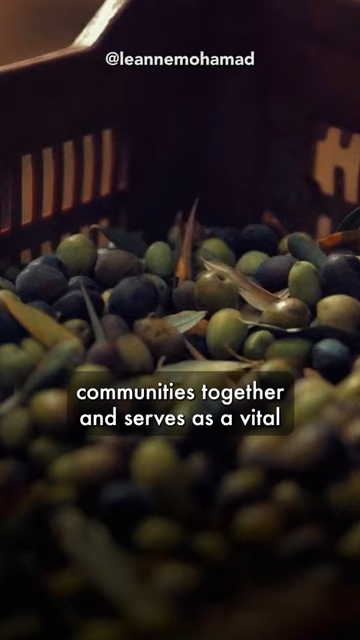 @leannemohamad
communities together
and serves as a vital